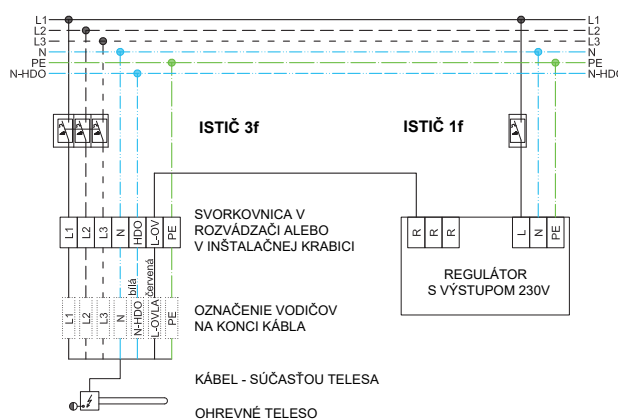 L1 L1
L2 L2
L3 L3
N N
PE PE
N-HDO N-HDO
ISTIČ 3f ISTIČ 1f
SVORKOVNICA V
ROZVÁDZAČI ALEBO
V INŠTALAČNEJ KRABICI
L1 L2 L3 N HDO L-OV PE
R R R L N PE
REGULÁTOR
S VÝSTUPOM 230V
bílá červená
L1 L2 L3 N N-HDO L-OVLA PE
OZNAČENIE VODIČOV
NA KONCI KÁBLA
KÁBEL - SÚČASŤOU TELESA
OHREVNÉ TELESO